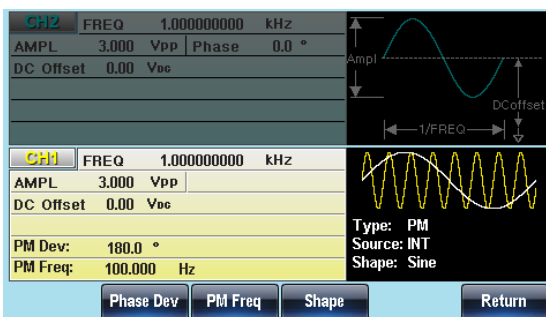 CH2 FREQ 1.000000000 kHz
AMPL 3.000 Vpp Phase 0.0 °
DC Offset 0.00 VDC
Ampl
DCoffset
1/FREQ
CH1 FREQ 1.000000000 kHz
AMPL 3.000 Vpp
DC Offset 0.00 VDC
PM Dev: 180.0 °
PM Freq: 100.000 Hz
Type: PM
Source: INT
Shape: Sine
Phase Dev PM Freq Shape Return